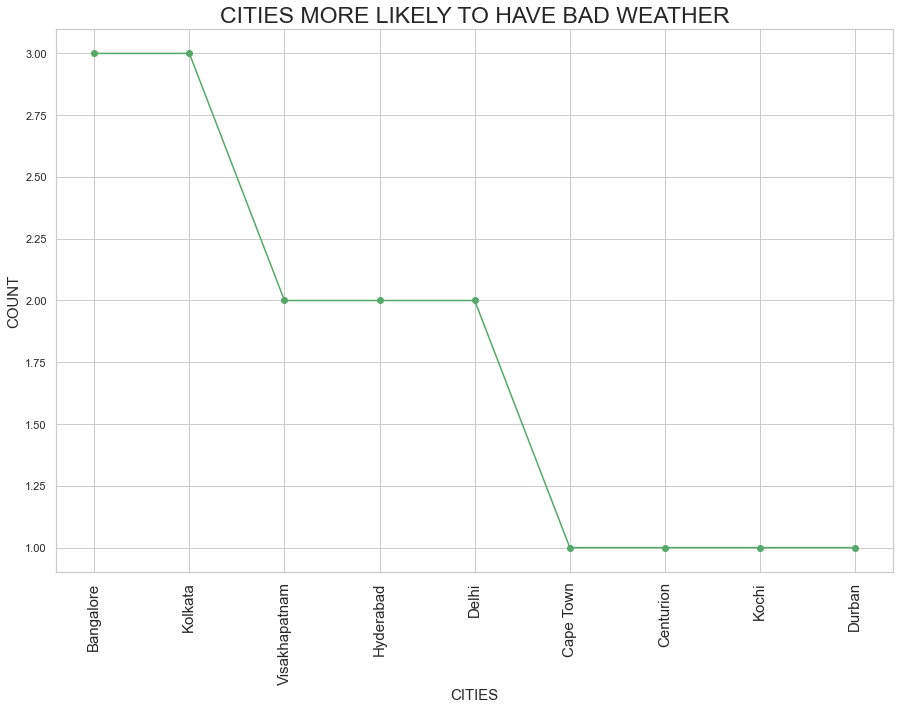 CITIES MORE LIKELY TO HAVE BAD WEATHER
COUNT
3.00
2.75
2.50
2.25
2.00
1.75
1.50
1.25
1.00
Bangalore
Kolkata
Visakhapatnam
Hyderabad
Delhi
Cape Town
Centurion
Kochi
Durban
CITIES